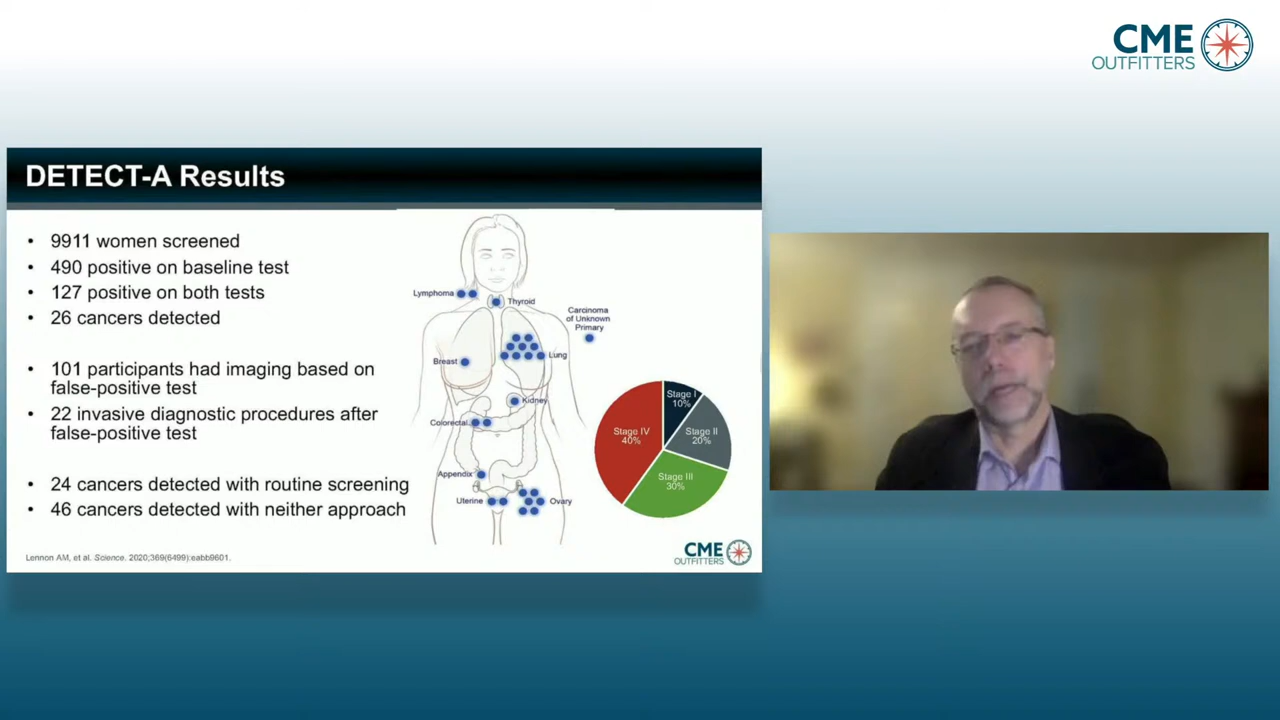 CME
OUTFITTERS
DETECT-A Results
• 9911 women screened
• 490 positive on baseline test
• 127 positive on both tests
• 26 cancers detected
• 101 participants had imaging based on
false-positive test
• 22 invasive diagnostic procedures after
false-positive test
• 24 cancers detected with routine screening
• 46 cancers detected with neither approach
Lymphoma
Thyroid
Carcinoma
of Unknown
Primary
Breast
Lung
Kidney
Colorectal
Appendix
Uterine
Ovary
Stage I
10%
Stage II
20%
Stage III
30%
Stage IV
40%
Lennon AM, et al. Science. 2020;369(6499):eabb9601.
CME
OUTFITTERS